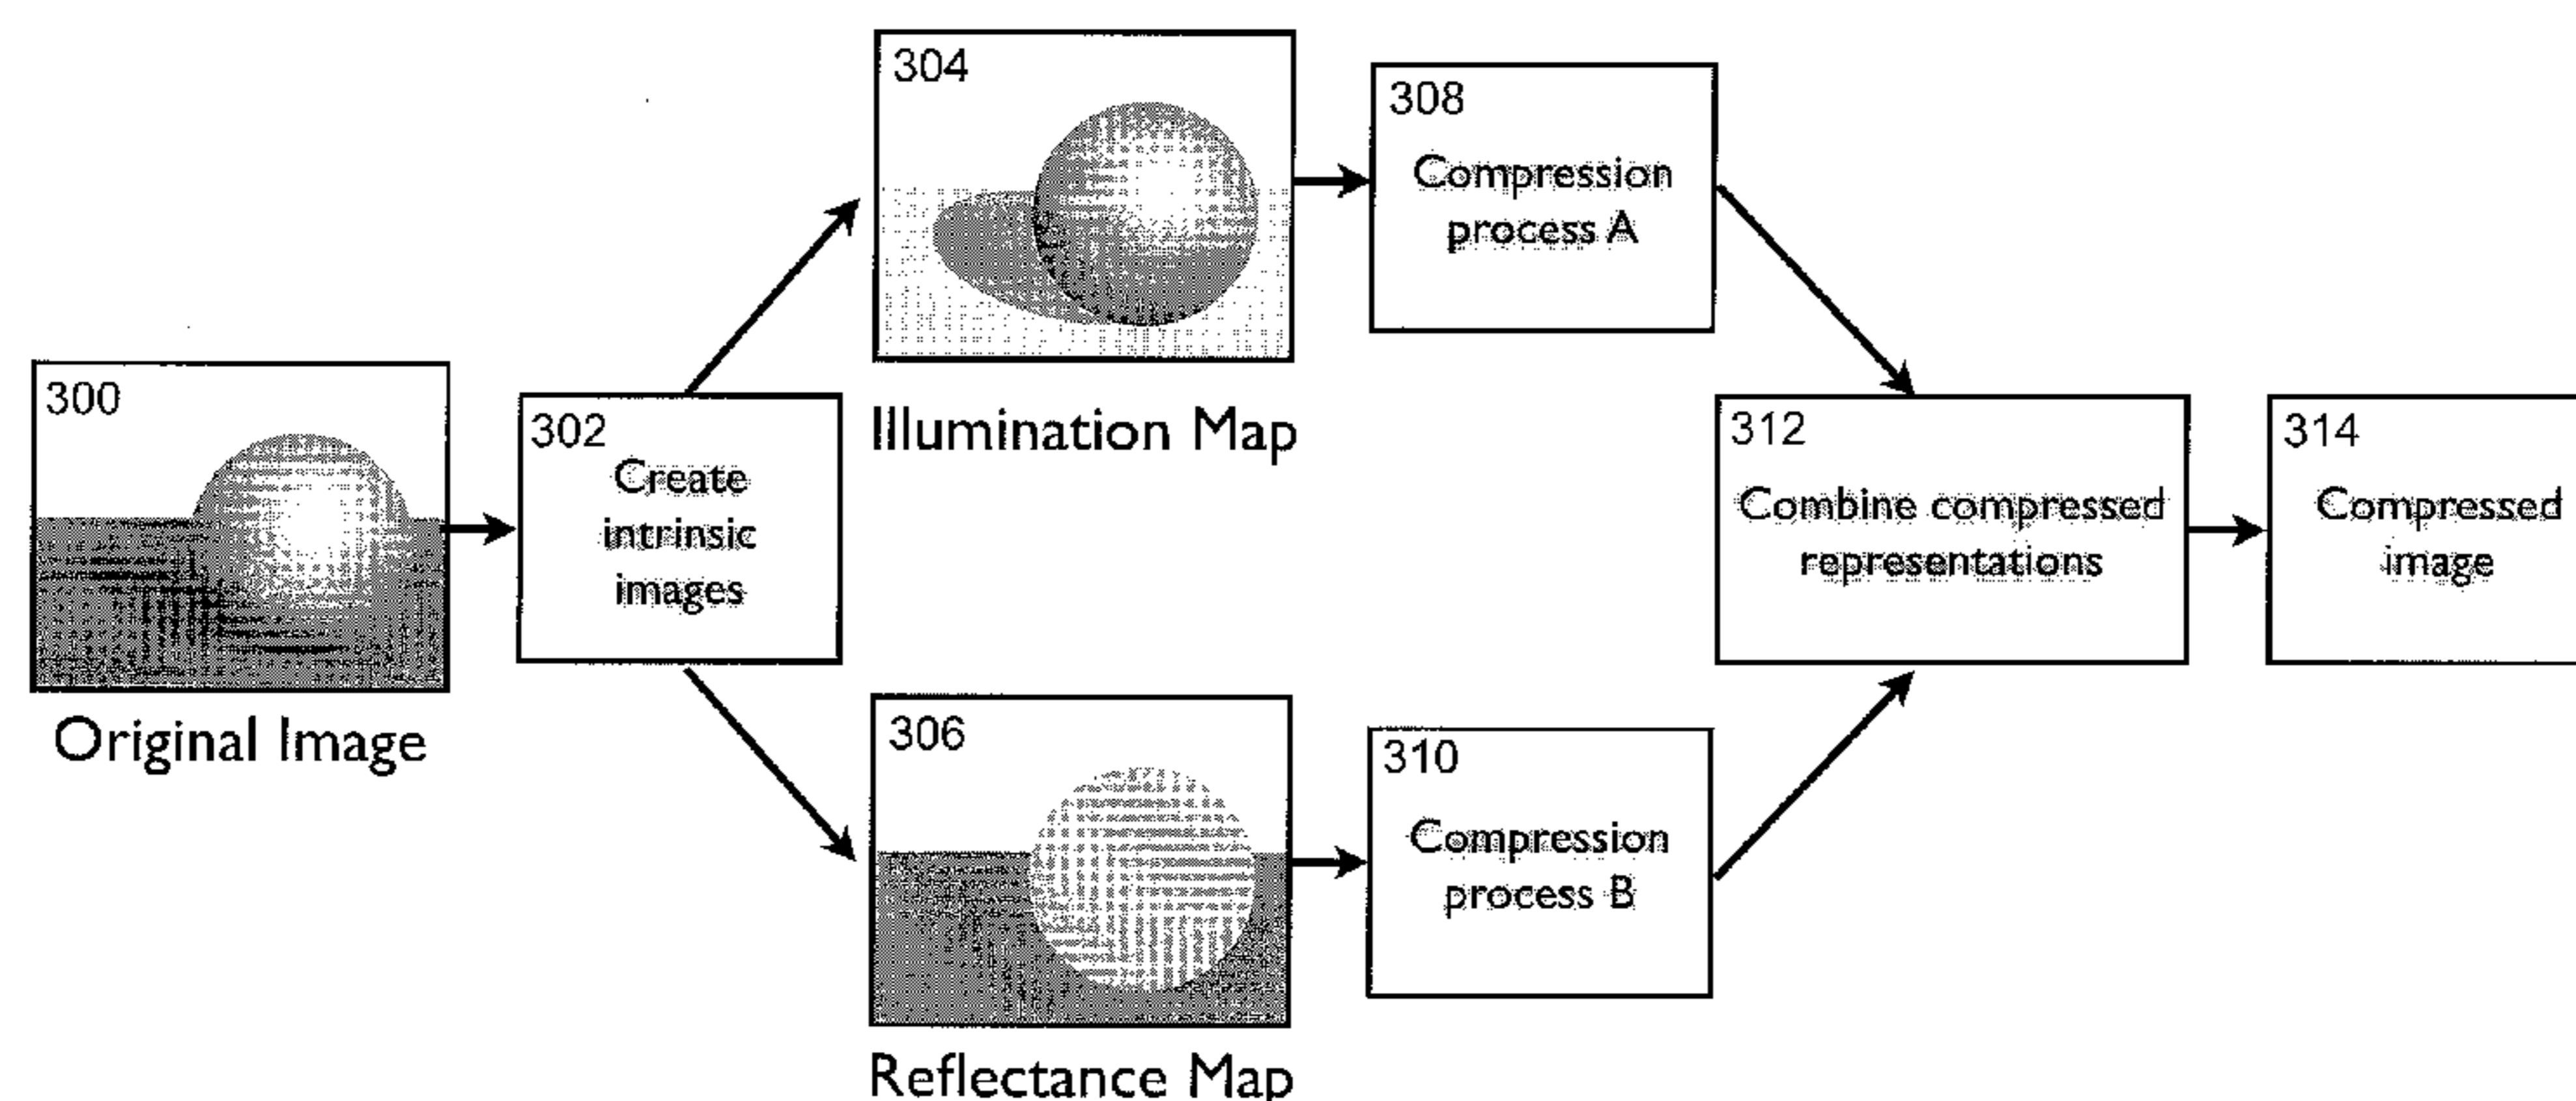 300
Original Image
302
Create
intrinsic
images
304
Illumination Map
306
Reflectance Map
308
Compression
process A
310
Compression
process B
312
Combine compressed
representations
314
Compressed
image